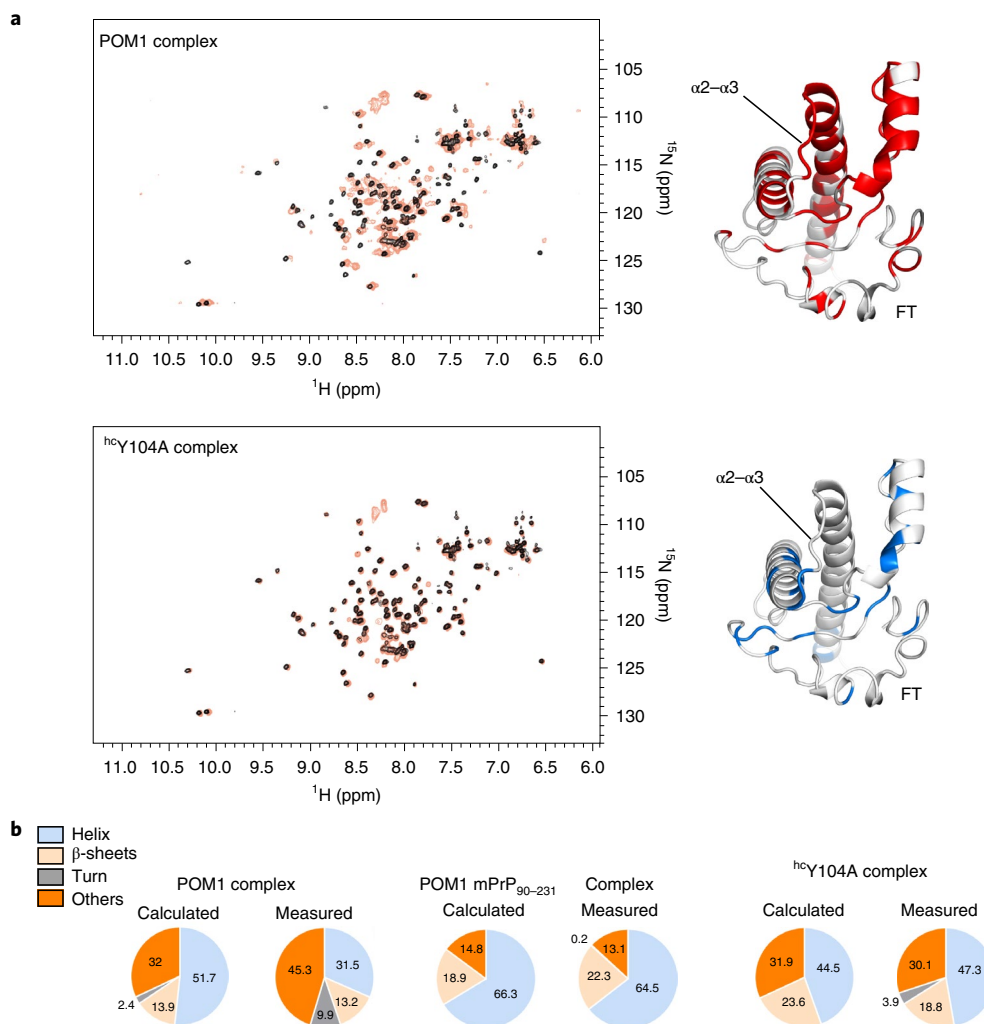 a
POM1 complex
105
110
115
120
125
130
¹⁵N (ppm)
11.0 10.5 10.0 9.5 9.0 8.5 8.0 7.5 7.0 6.5 6.0
¹H (ppm)
α2–α3
FT
ʰᶜY104A complex
105
110
115
120
125
130
¹⁵N (ppm)
11.0 10.5 10.0 9.5 9.0 8.5 8.0 7.5 7.0 6.5 6.0
¹H (ppm)
α2–α3
FT
b
Helix
β-sheets
Turn
Others
POM1 complex
Calculated Measured
32
51.7
2.4
13.9
45.3
31.5
13.2
9.9
POM1 mPrP₉₀₋₂₃₁ Complex
Calculated Measured
14.8
18.9
66.3
0.2
13.1
22.3
64.5
ʰᶜY104A complex
Calculated Measured
31.9
44.5
23.6
30.1
47.3
3.9
18.8